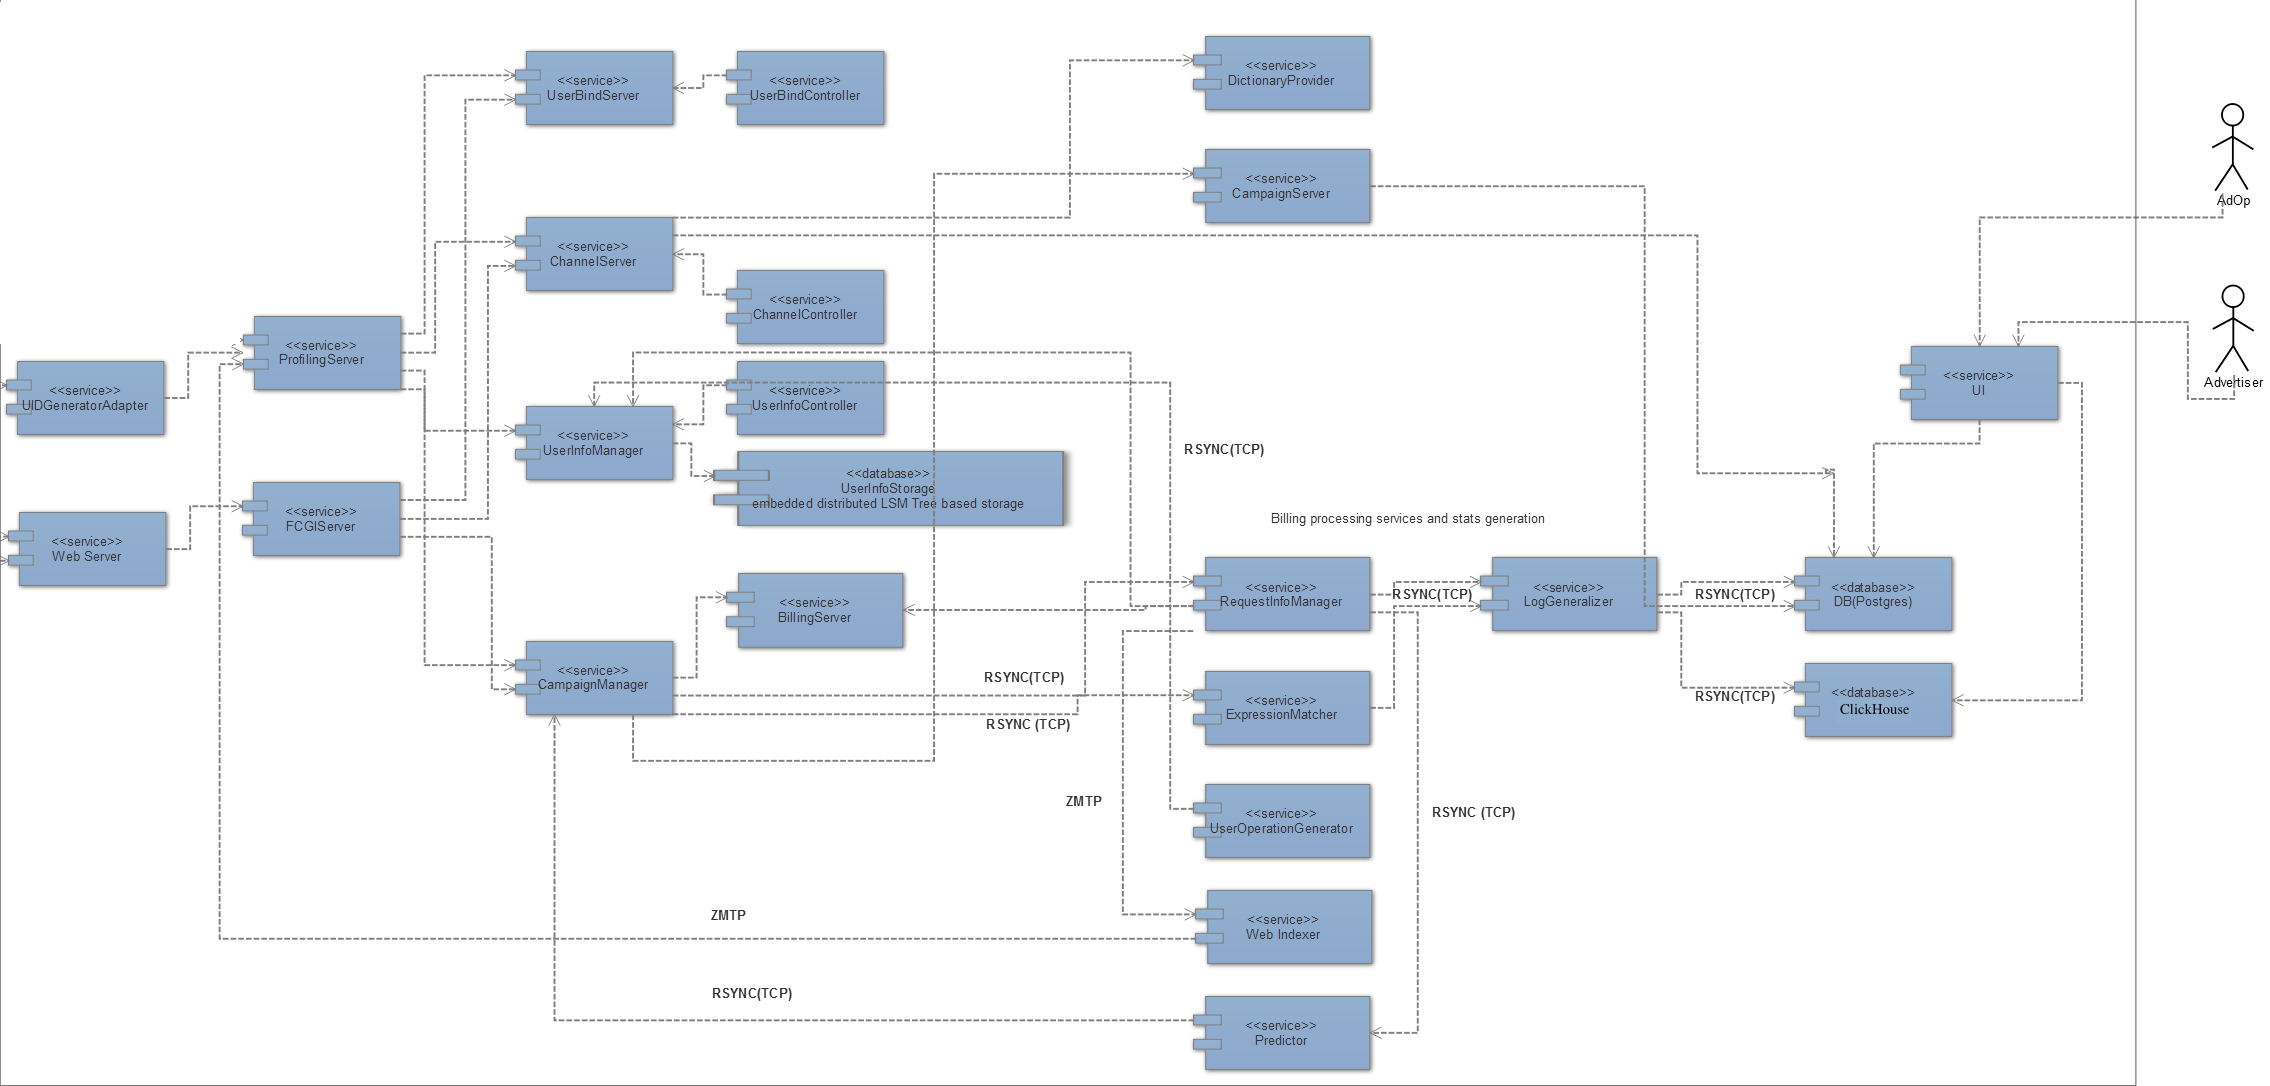 <<service>>
UserBindServer
<<service>>
UserBindController
<<service>>
DictionaryProvider
<<service>>
CampaignServer
AdOp
<<service>>
ChannelServer
<<service>>
ChannelController
<<service>>
ProfilingServer
<<service>>
UIDGeneratorAdapter
<<service>>
UserInfoController
<<service>>
UI
Advertiser
<<service>>
UserInfoManager
RSYNC(TCP)
<<database>>
UserInfoStorage
embedded distributed LSM Tree based storage
<<service>>
FCGIServer
<<service>>
Web Server
Billing processing services and stats generation
<<service>>
BillingServer
<<service>>
RequestInfoManager
RSYNC(TCP)
<<service>>
LogGeneralizer
RSYNC(TCP)
<<database>>
DB(Postgres)
<<service>>
CampaignManager
RSYNC(TCP)
RSYNC (TCP)
<<service>>
ExpressionMatcher
RSYNC(TCP)
<<database>>
ClickHouse
ZMTP
<<service>>
UserOperationGenerator
RSYNC (TCP)
ZMTP
<<service>>
Web Indexer
RSYNC(TCP)
<<service>>
Predictor